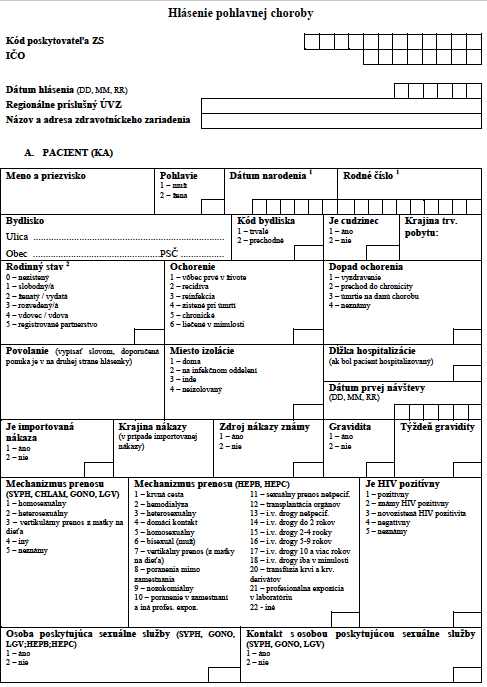 Hlásenie pohlavnej choroby
Kód poskytovateľa ZS
IČO
Dátum hlásenia (DD, MM, RR)
Regionálne príslušný ÚVZ
Názov a adresa zdravotníckeho zariadenia
A. PACIENT (KA)
Meno a priezvisko
Pohlavie
1 – muž
2 – žena
Dátum narodenia 1
Rodné číslo 1
Bydlisko
Ulica
Obec PSČ
Kód bydliska
1 – trvalé
2 – prechodné
Je cudzinec
1 – áno
2 – nie
Krajina trv.
pobytu:
Rodinný stav 2
0 – nezistený
1 – slobodný/á
2 – ženatý / vydatá
3 – rozvedený/á
4 – vdovec / vdova
5 – registrované partnerstvo
Ochorenie
1 – vôbec prvé v živote
2 – recidíva
3 – reinfekcia
4 – zistené pri úmrtí
5 – chronické
6 – liečené v minulosti
Dopad ochorenia
1 – vyzdravenie
2 – prechod do chronicity
3 – úmrtie na danú chorobu
4 – neznámy
Povolanie (vypísať slovom, doporučená
ponuka je v na druhej strane hlásenky)
Miesto izolácie
1 – doma
2 – na infekčnom oddelení
3 – inde
4 – neizolovaný
Dĺžka hospitalizácie
(ak bol pacient hospitalizovaný)
Dátum prvej návštevy
(DD, MM, RR)
Je importovaná
nákaza
1 – áno
2 – nie
Krajina nákazy
(v prípade importovanej
nákazy)
Zdroj nákazy známy
1 – áno
2 – nie
Gravidita
1 – áno
2 – nie
Týždeň gravidity
Mechanizmus prenosu
(SYPH, CHLAM, GONO, LGV)
1 – homosexuálny
2 – heterosexuálny
3 – vertikulárny prenos z matky na
dieťa
4 – iný
5 – neznámy
Mechanizmus prenosu (HEPB, HEPC)
1 – krvná cesta
2 – hemodialýza
3 – heterosexuálny
4 – domáci kontakt
5 – homosexuálny
6 – bisexuál (muž)
7 – vertikálny prenos (z matky
na dieťa)
8 – poranenia mimo
zamestnania
9 – nozokomiálny
10 – poranenie v zamestnaní
a iná profes. expoz.
11 – sexuálny prenos nešpecif.
12 – transplantácia orgánov
13 – i.v. drogy nešpecif.
14 – i.v. drogy do 2 rokov
15 – i.v. drogy 2-4 rooky
16 – i.v. drogy 5-9 rokov
17 – i.v. drogy 10 a viac rokov
18 – i.v. drogy iba v minulosti
20 – transfúzia krvi a krv.
derivátov
21 – profesionálna expozícia
v laboratóriu
22 - iné
Je HIV pozitívny
1 – pozitívny
2 – známy HIV pozitívny
3 – novozistená HIV pozitivita
4 – negatívny
5 – neznámy
Osoba poskytujúca sexuálne služby (SYPH, GONO,
LGV;HEPB;HEPC)
1 – áno
2 – nie
Kontakt s osobou poskytujúcou sexuálne služby
(SYPH, GONO, LGV)
1 – áno
2 – nie